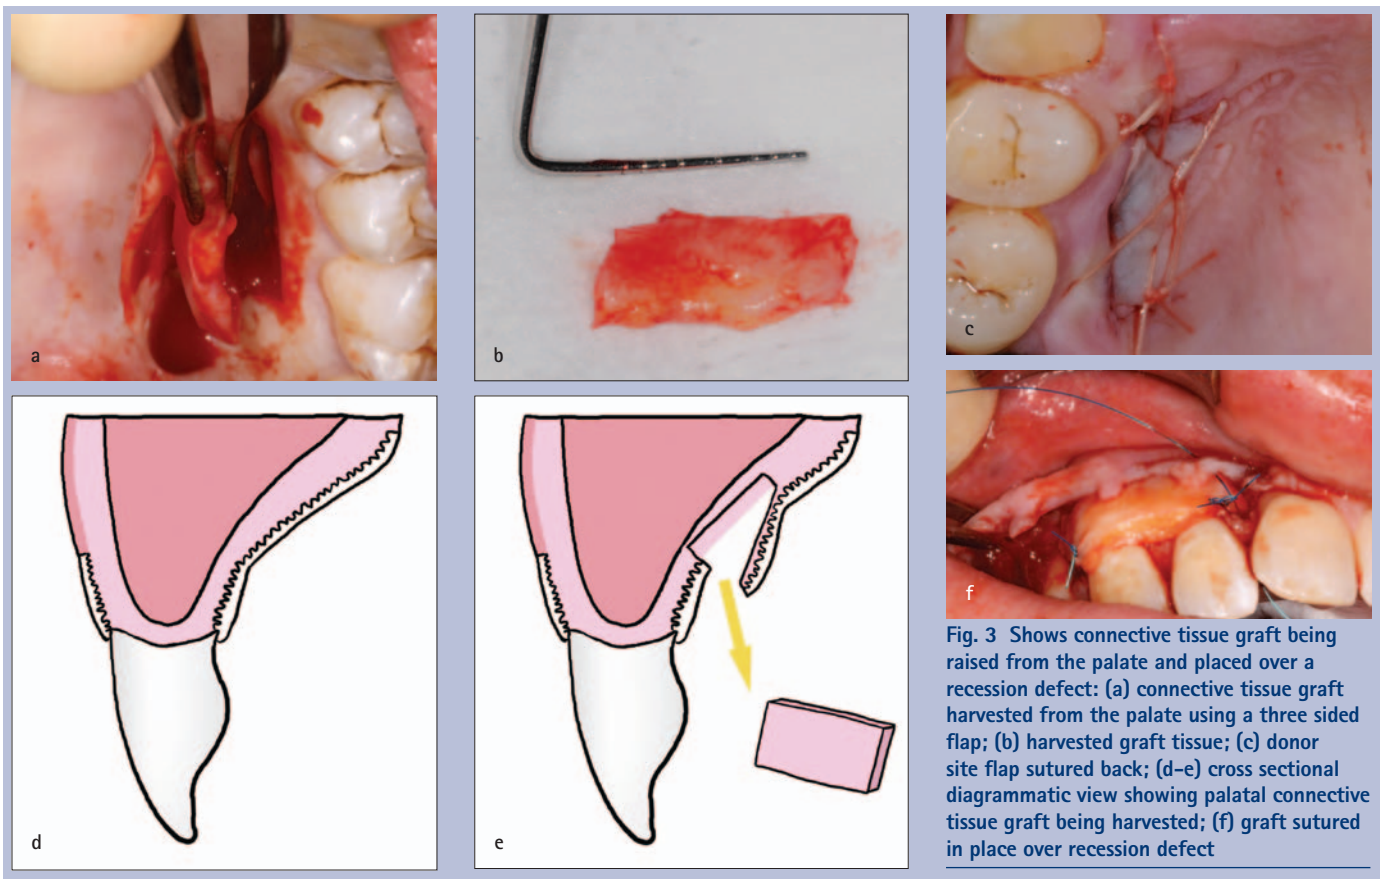 a
b
c
d
e
f
Fig. 3 Shows connective tissue graft being
raised from the palate and placed over a
recession defect: (a) connective tissue graft
harvested from the palate using a three sided
flap; (b) harvested graft tissue; (c) donor
site flap sutured back; (d–e) cross sectional
diagrammatic view showing palatal connective
tissue graft being harvested; (f) graft sutured
in place over recession defect